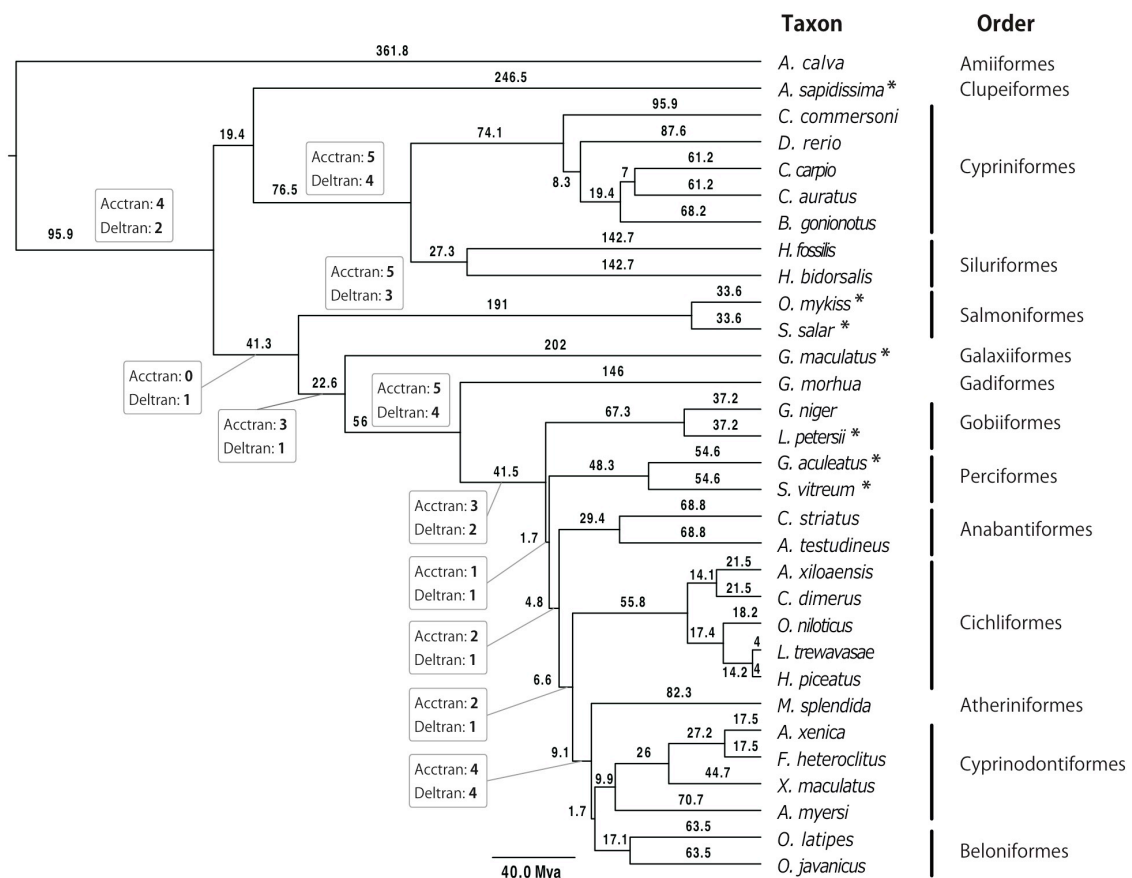 Taxon Order
361.8
A. calva Amiiformes
246.5
A. sapidissima * Clupeiformes
95.9
C. commersoni
19.4 74.1 87.6
D. rerio
Acctran: 5
Deltran: 4
Cypriniformes
7 61.2
C. carpio
8.3
76.5 19.4 61.2
C. auratus
Acctran: 4
Deltran: 2
68.2
B. gonionotus
95.9
142.7
H. fossilis
27.3 142.7
Siluriformes
H. bidorsalis
Acctran: 5
Deltran: 3
33.6
O. mykiss *
191 33.6
Salmoniformes
S. salar *
41.3 202
G. maculatus * Galaxiiformes
Acctran: 0
Deltran: 1
22.6 146
G. morhua Gadiformes
Acctran: 5
Deltran: 4
37.2
G. niger
67.3
Gobiiformes
Acctran: 3
Deltran: 1
56 37.2
L. petersii *
54.6
G. aculeatus *
41.5 48.3
Perciformes
54.6
S. vitreum *
Acctran: 3
Deltran: 2
68.8
C. striatus
29.4
Anabantiformes
1.7 68.8
A. testudineus
Acctran: 1
Deltran: 1
21.5
A. xiloaensis
14.1 21.5
C. dimerus
4.8 55.8 18.2
O. niloticus
Cichliformes
Acctran: 2
Deltran: 1
17.4 4
L. trewavasae
14.2 4
H. piceatus
6.6 82.3
M. splendida Atheriniformes
Acctran: 2
Deltran: 1
17.5
A. xenica
27.2 17.5
F. heteroclitus
9.1 26
Cyprinodontiformes
Acctran: 4
Deltran: 4
44.7
X. maculatus
9.9 70.7
A. myersi
1.7 63.5
O. latipes
17.1 63.5
Beloniformes
O. javanicus
40.0 Mya